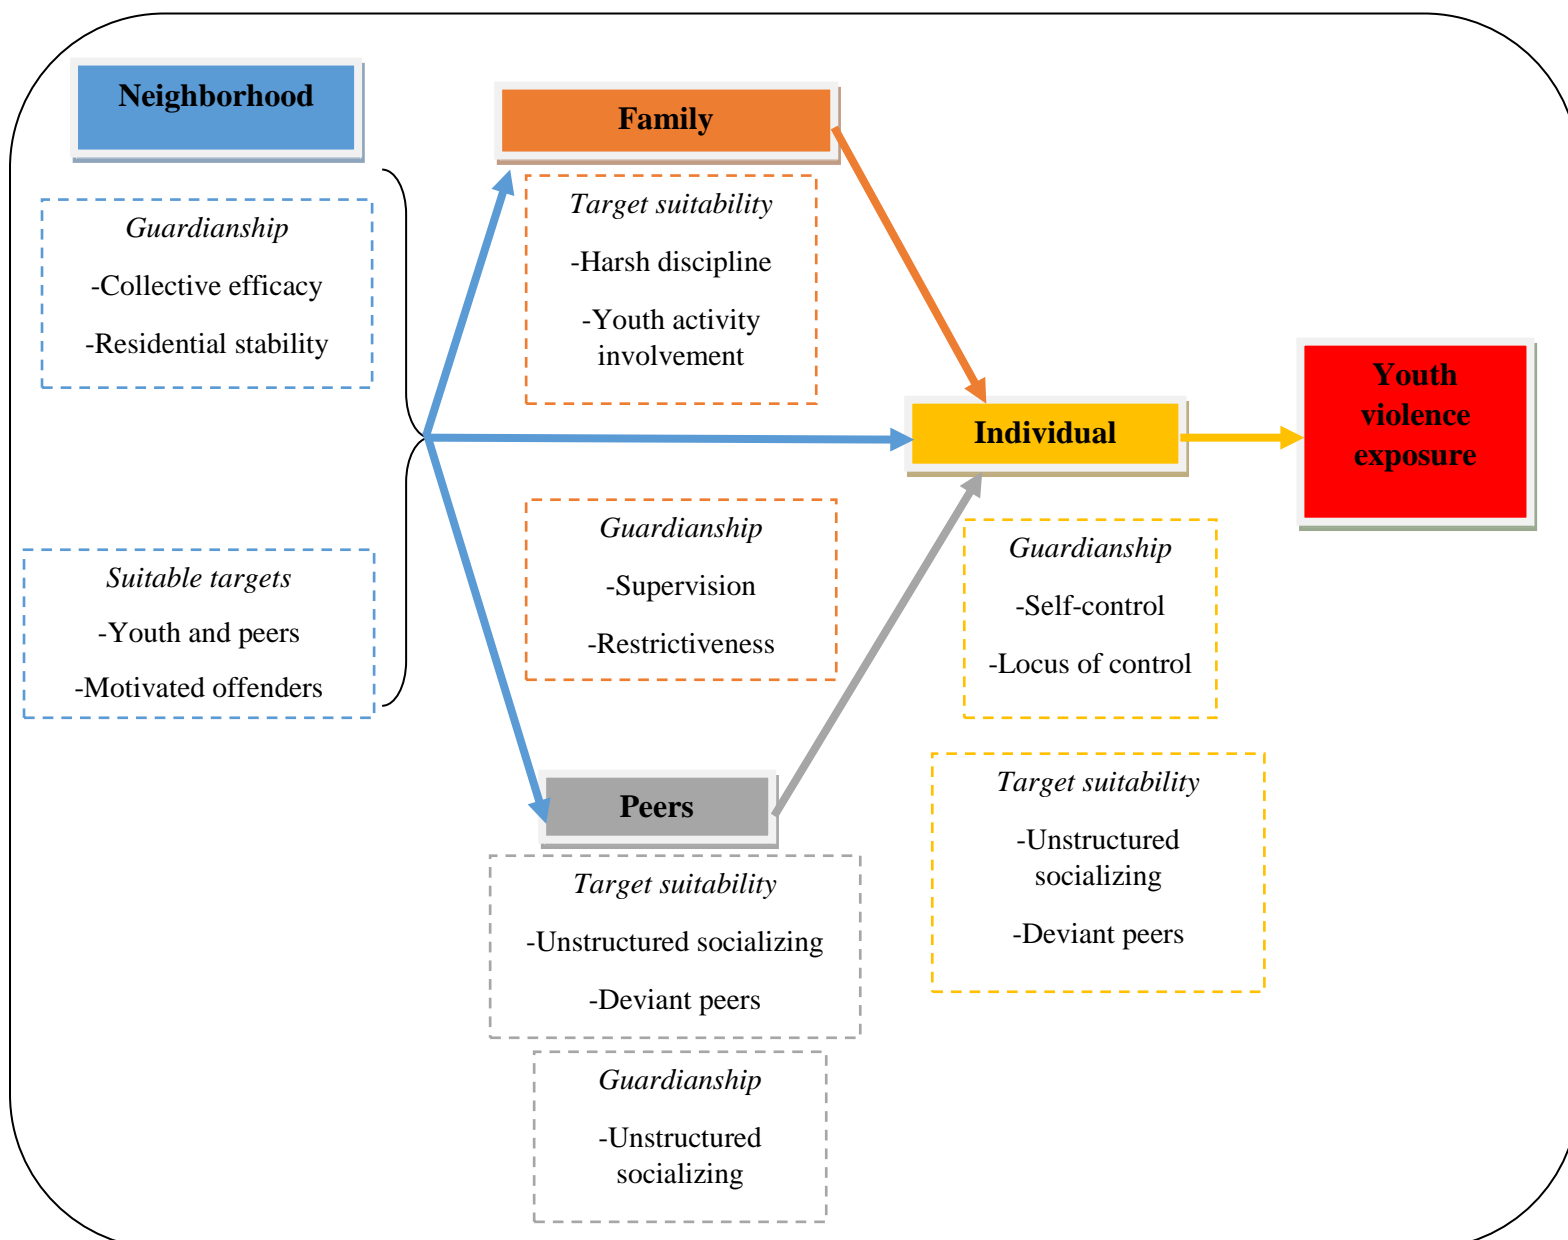 Neighborhood
Guardianship
-Collective efficacy
-Residential stability
Suitable targets
-Youth and peers
-Motivated offenders
Family
Target suitability
-Harsh discipline
-Youth activity
involvement
Guardianship
-Supervision
-Restrictiveness
Peers
Target suitability
-Unstructured socializing
-Deviant peers
Guardianship
-Unstructured
socializing
Individual
Guardianship
-Self-control
-Locus of control
Target suitability
-Unstructured
socializing
-Deviant peers
Youth
violence
exposure